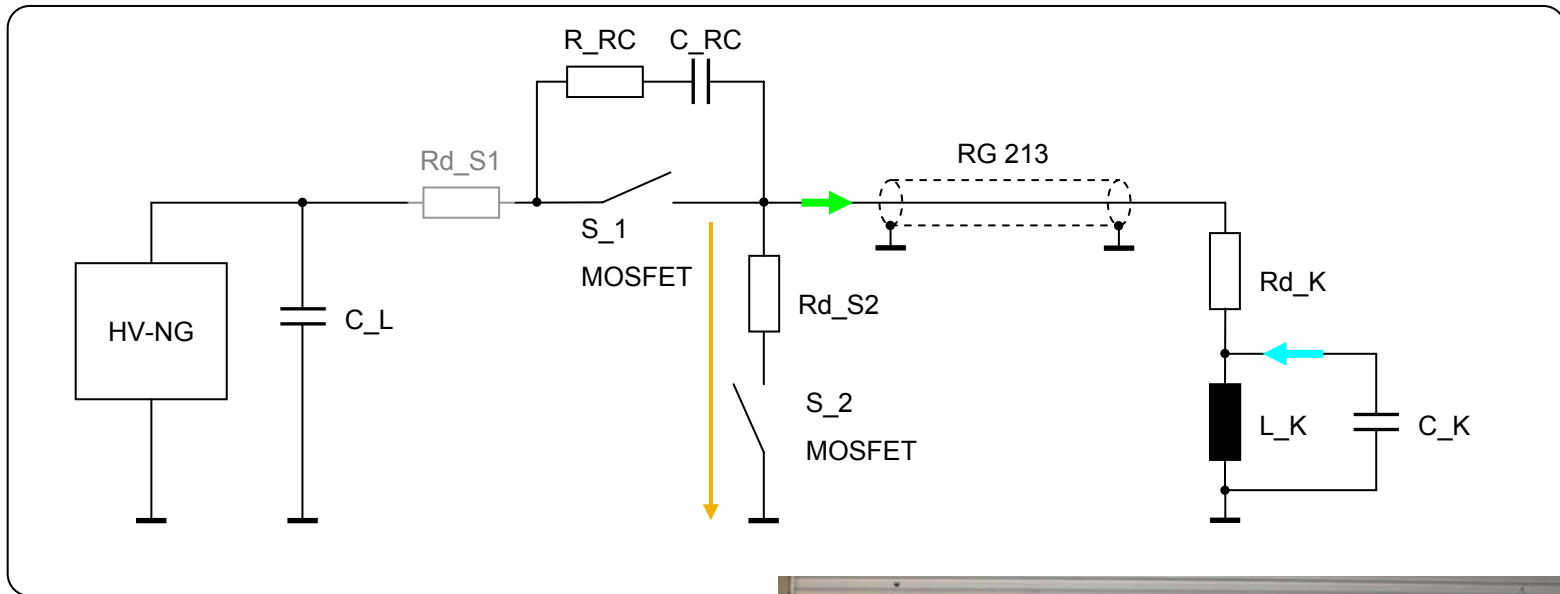 R_RC
C_RC
Rd_S1
RG 213
S_1
MOSFET
Rd_S2
Rd_K
HV-NG
C_L
S_2
MOSFET
L_K
C_K